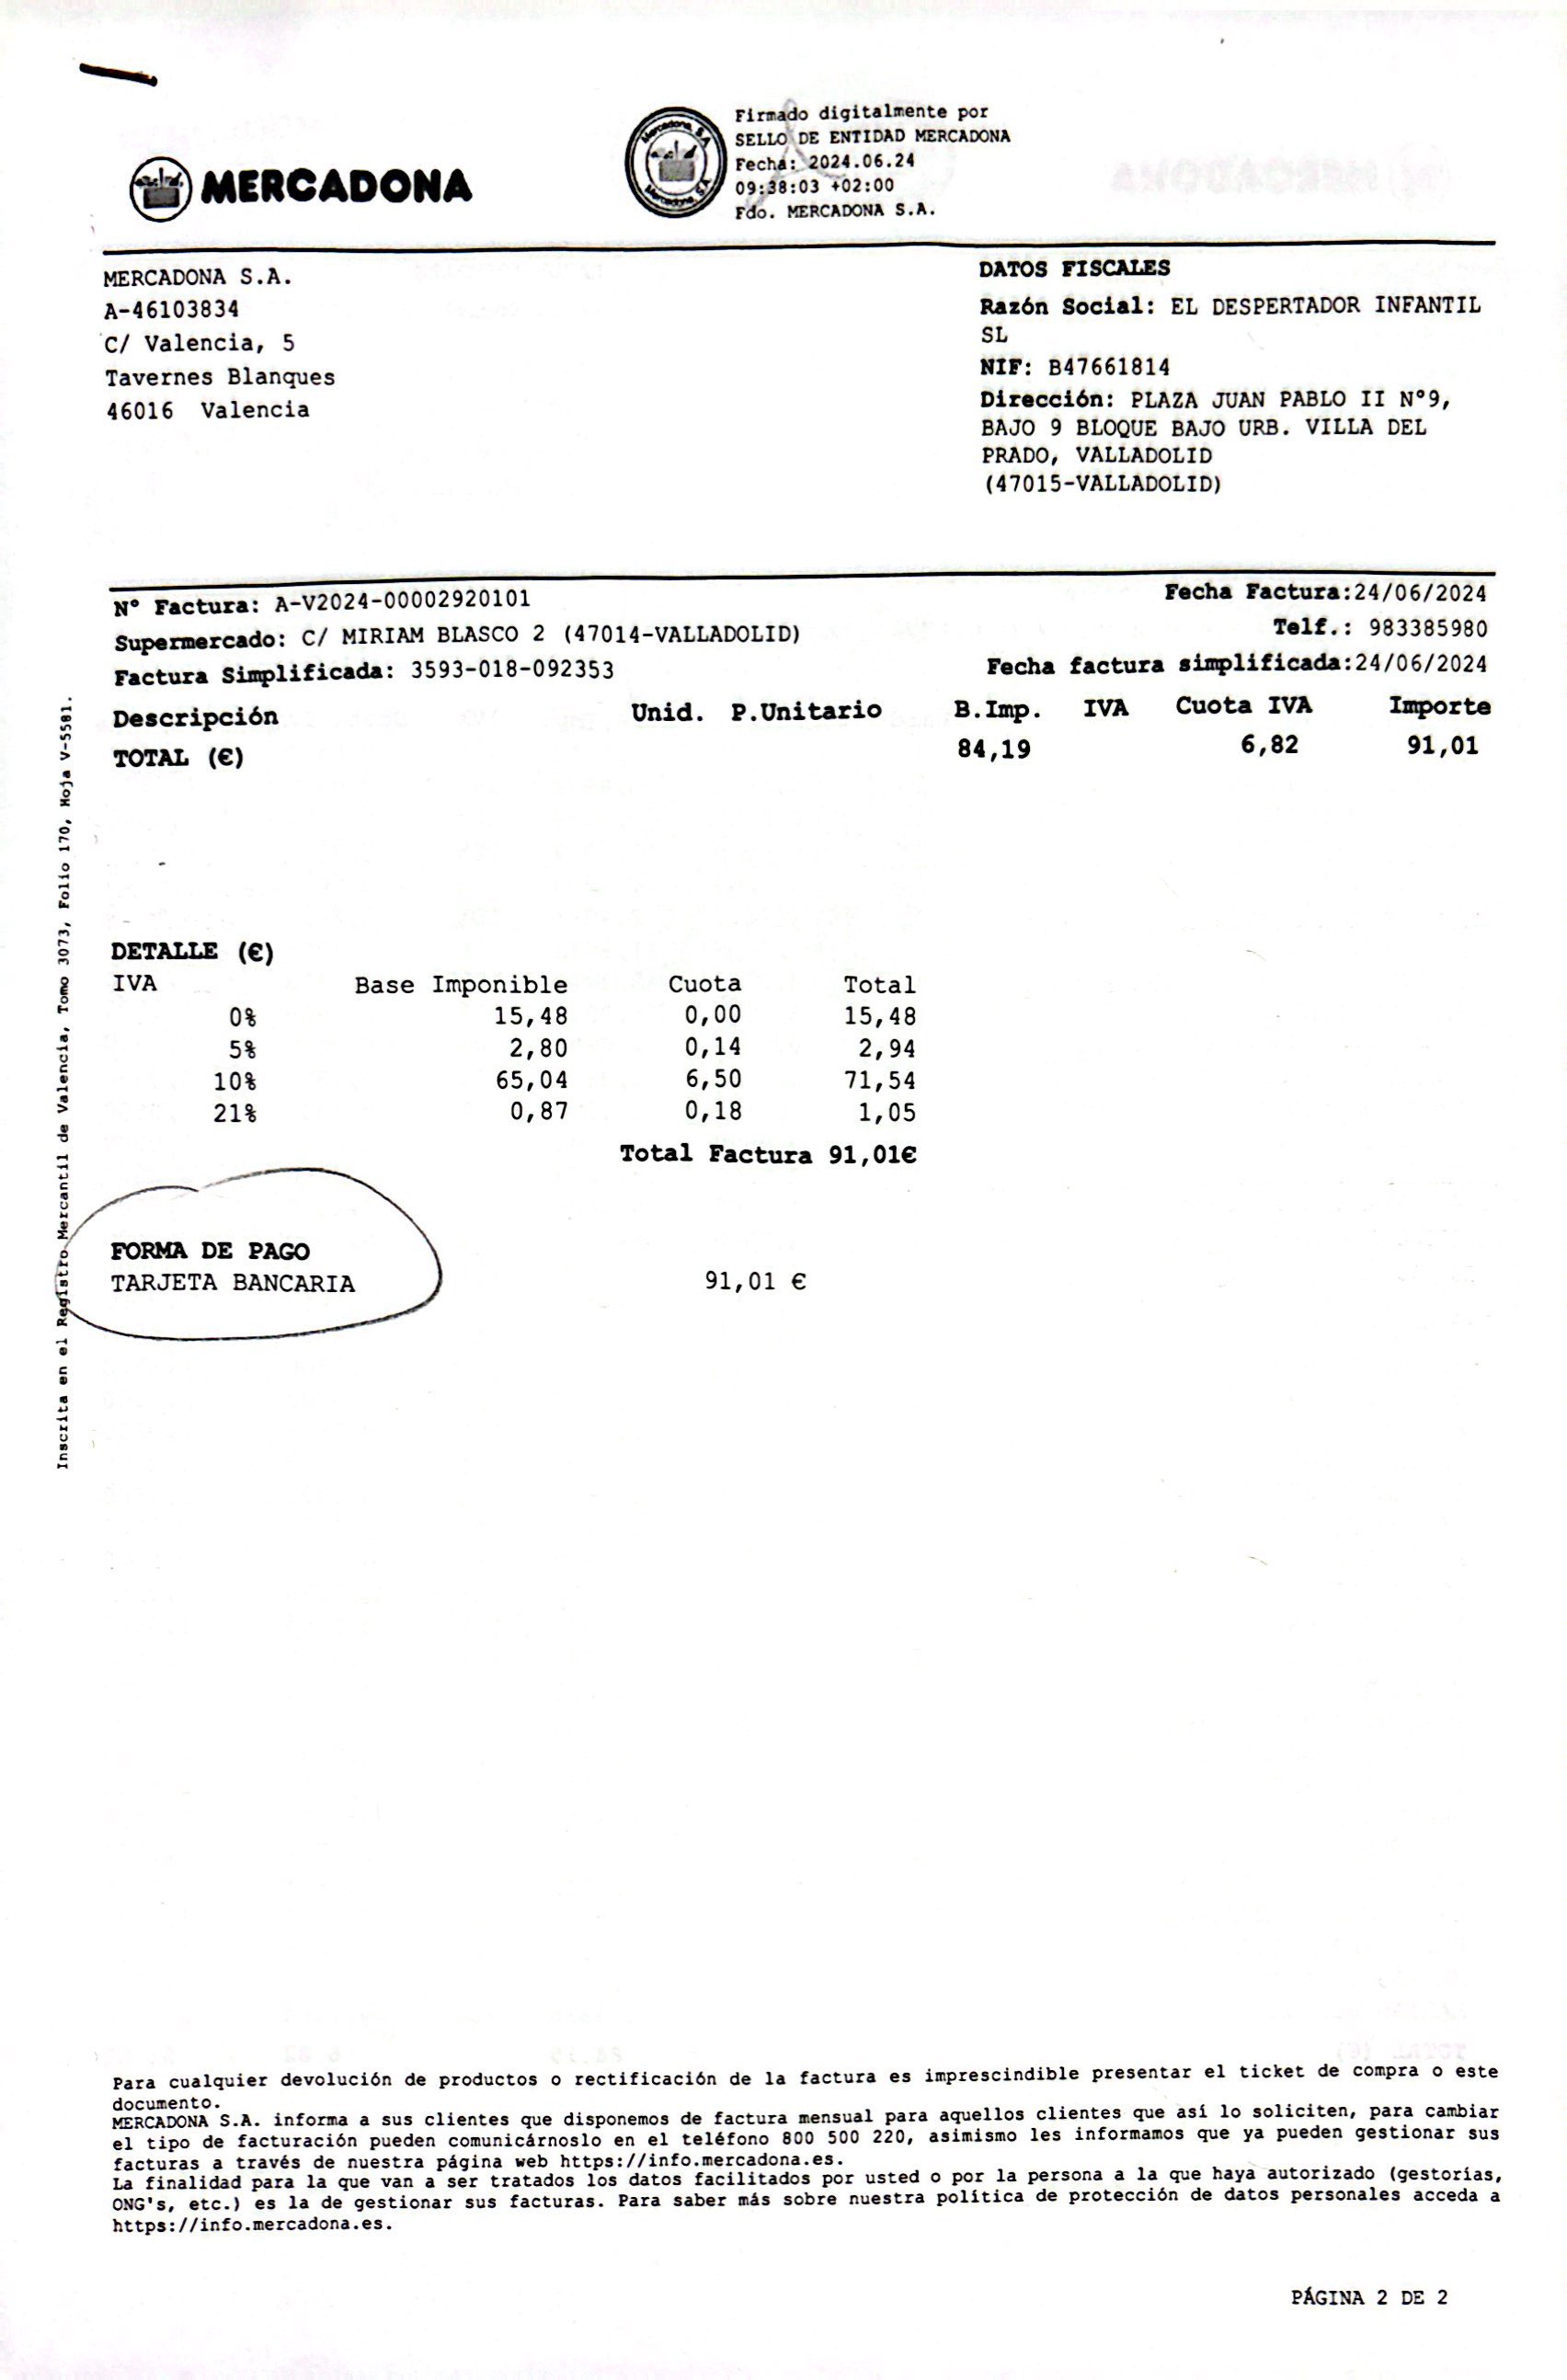 MERCADONA
Firmado digitalmente por
SELLO DE ENTIDAD MERCADONA
Fecha: 2024.06.24
09:38:03 +02:00
Fdo. MERCADONA S.A.
MERCADONA S.A.
A-46103834
C/ Valencia, 5
Tavernes Blanques
46016 Valencia
DATOS FISCALES
Razón Social: EL DESPERTADOR INFANTIL
SL
NIF: B47661814
Dirección: PLAZA JUAN PABLO II Nº9,
BAJO 9 BLOQUE BAJO URB. VILLA DEL
PRADO, VALLADOLID
(47015-VALLADOLID)
Nº Factura: A-V2024-00002920101
Fecha Factura:24/06/2024
Supermercado: C/ MIRIAM BLASCO 2 (47014-VALLADOLID)
Telf.: 983385980
Factura Simplificada: 3593-018-092353
Fecha factura simplificada:24/06/2024
Descripción Unid. P.Unitario B.Imp. IVA Cuota IVA Importe
TOTAL (€) 84,19 6,82 91,01
DETALLE (€)
IVA Base Imponible Cuota Total
0% 15,48 0,00 15,48
5% 2,80 0,14 2,94
10% 65,04 6,50 71,54
21% 0,87 0,18 1,05
Total Factura 91,01€
FORMA DE PAGO
TARJETA BANCARIA 91,01 €
Inscrita en el Registro Mercantil de Valencia, Tomo 3073, Folio 170, Hoja V-5581.
Para cualquier devolución de productos o rectificación de la factura es imprescindible presentar el ticket de compra o este
documento.
MERCADONA S.A. informa a sus clientes que disponemos de factura mensual para aquellos clientes que así lo soliciten, para cambiar
el tipo de facturación pueden comunicárnoslo en el teléfono 800 500 220, asimismo les informamos que ya pueden gestionar sus
facturas a través de nuestra página web https://info.mercadona.es.
La finalidad para la que van a ser tratados los datos facilitados por usted o por la persona a la que haya autorizado (gestorías,
ONG's, etc.) es la de gestionar sus facturas. Para saber más sobre nuestra política de protección de datos personales acceda a
https://info.mercadona.es.
PÁGINA 2 DE 2